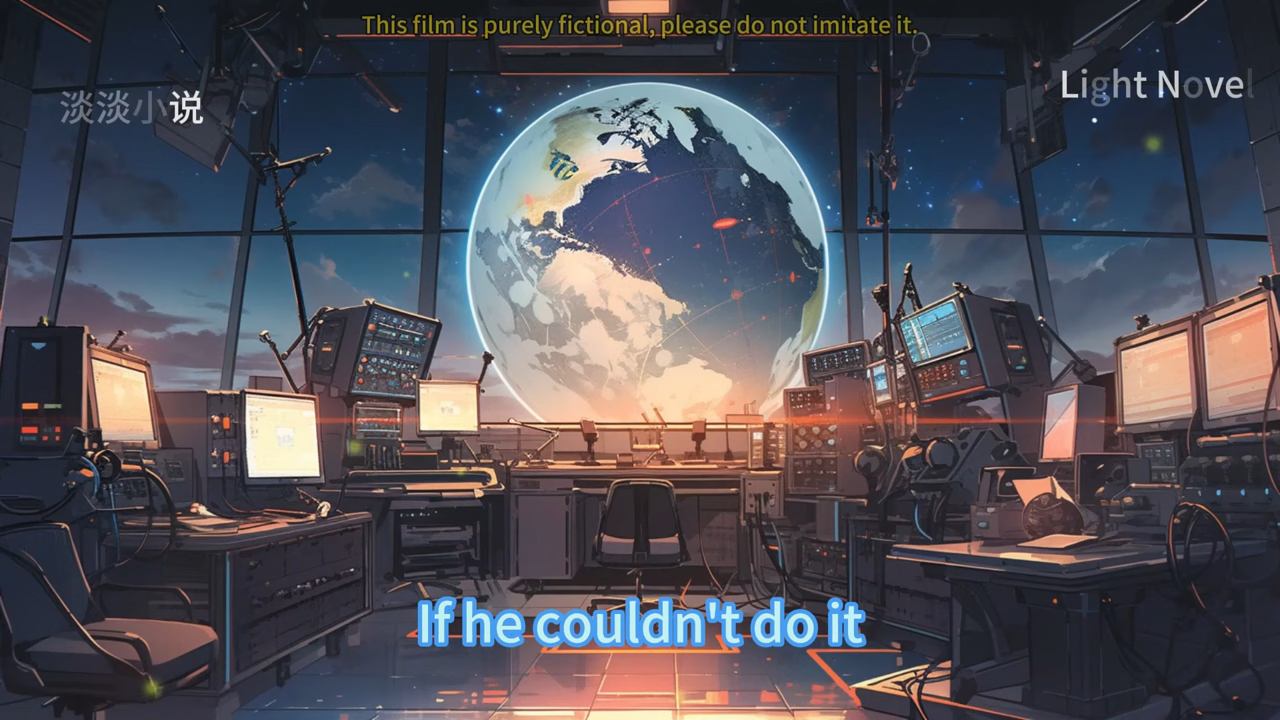 This film is purely fictional, please do not imitate it.
淡淡小说
Light Novel
If he couldn't do it